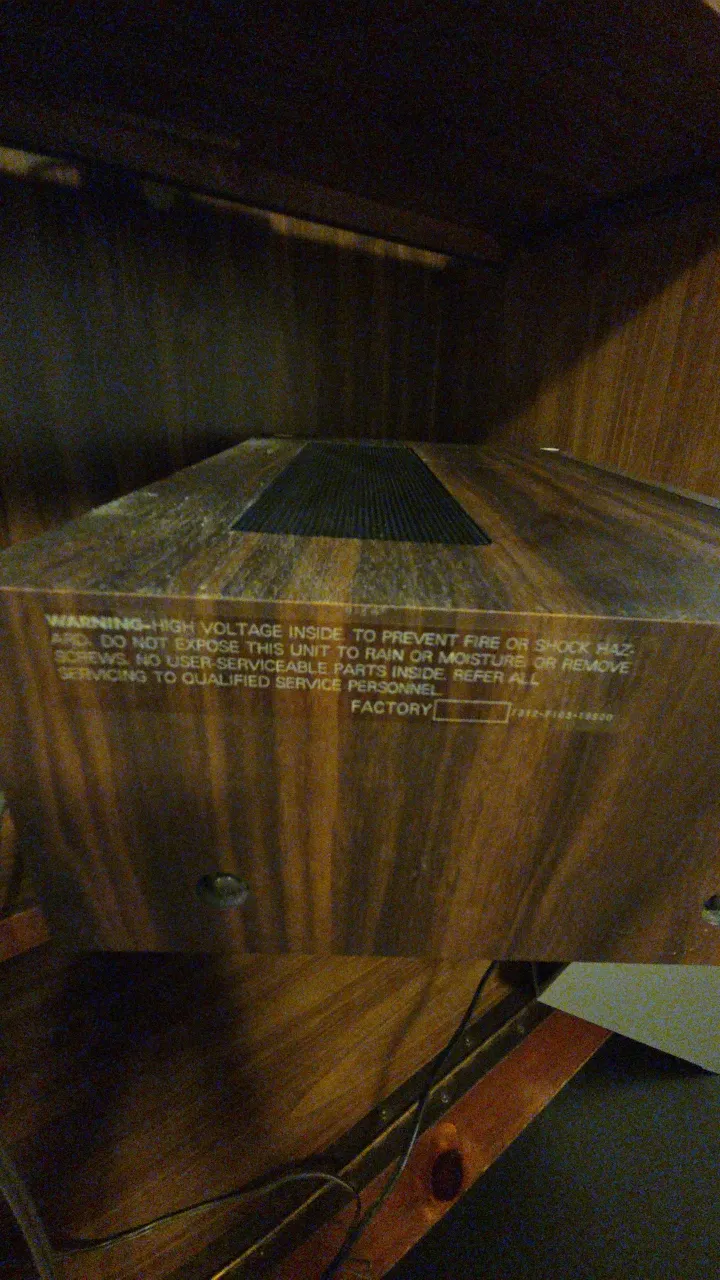 WARNING-HIGH VOLTAGE INSIDE. TO PREVENT FIRE OR SHOCK HAZ-
ARD. DO NOT EXPOSE THIS UNIT TO RAIN OR MOISTURE. OR REMOVE
SCREWS. NO USER-SERVICEABLE PARTS INSIDE. REFER ALL
SERVICING TO QUALIFIED SERVICE PERSONNEL.
FACTORY